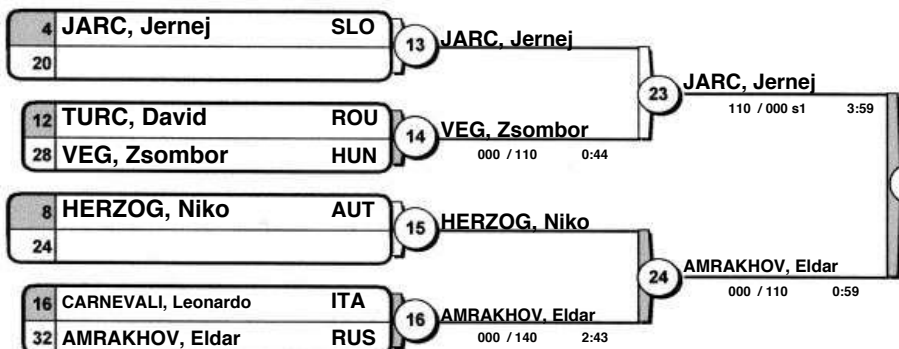 4 JARC, Jernej SLO
20
13 JARC, Jernej
12 TURC, David ROU
28 VEG, Zsombor HUN
14 VEG, Zsombor
000 / 110 0:44
23 JARC, Jernej
110 / 000 s1 3:59
8 HERZOG, Niko AUT
24
15 HERZOG, Niko
16 CARNEVALI, Leonardo ITA
32 AMRAKHOV, Eldar RUS
16 AMRAKHOV, Eldar
000 / 140 2:43
24 AMRAKHOV, Eldar
000 / 110 0:59